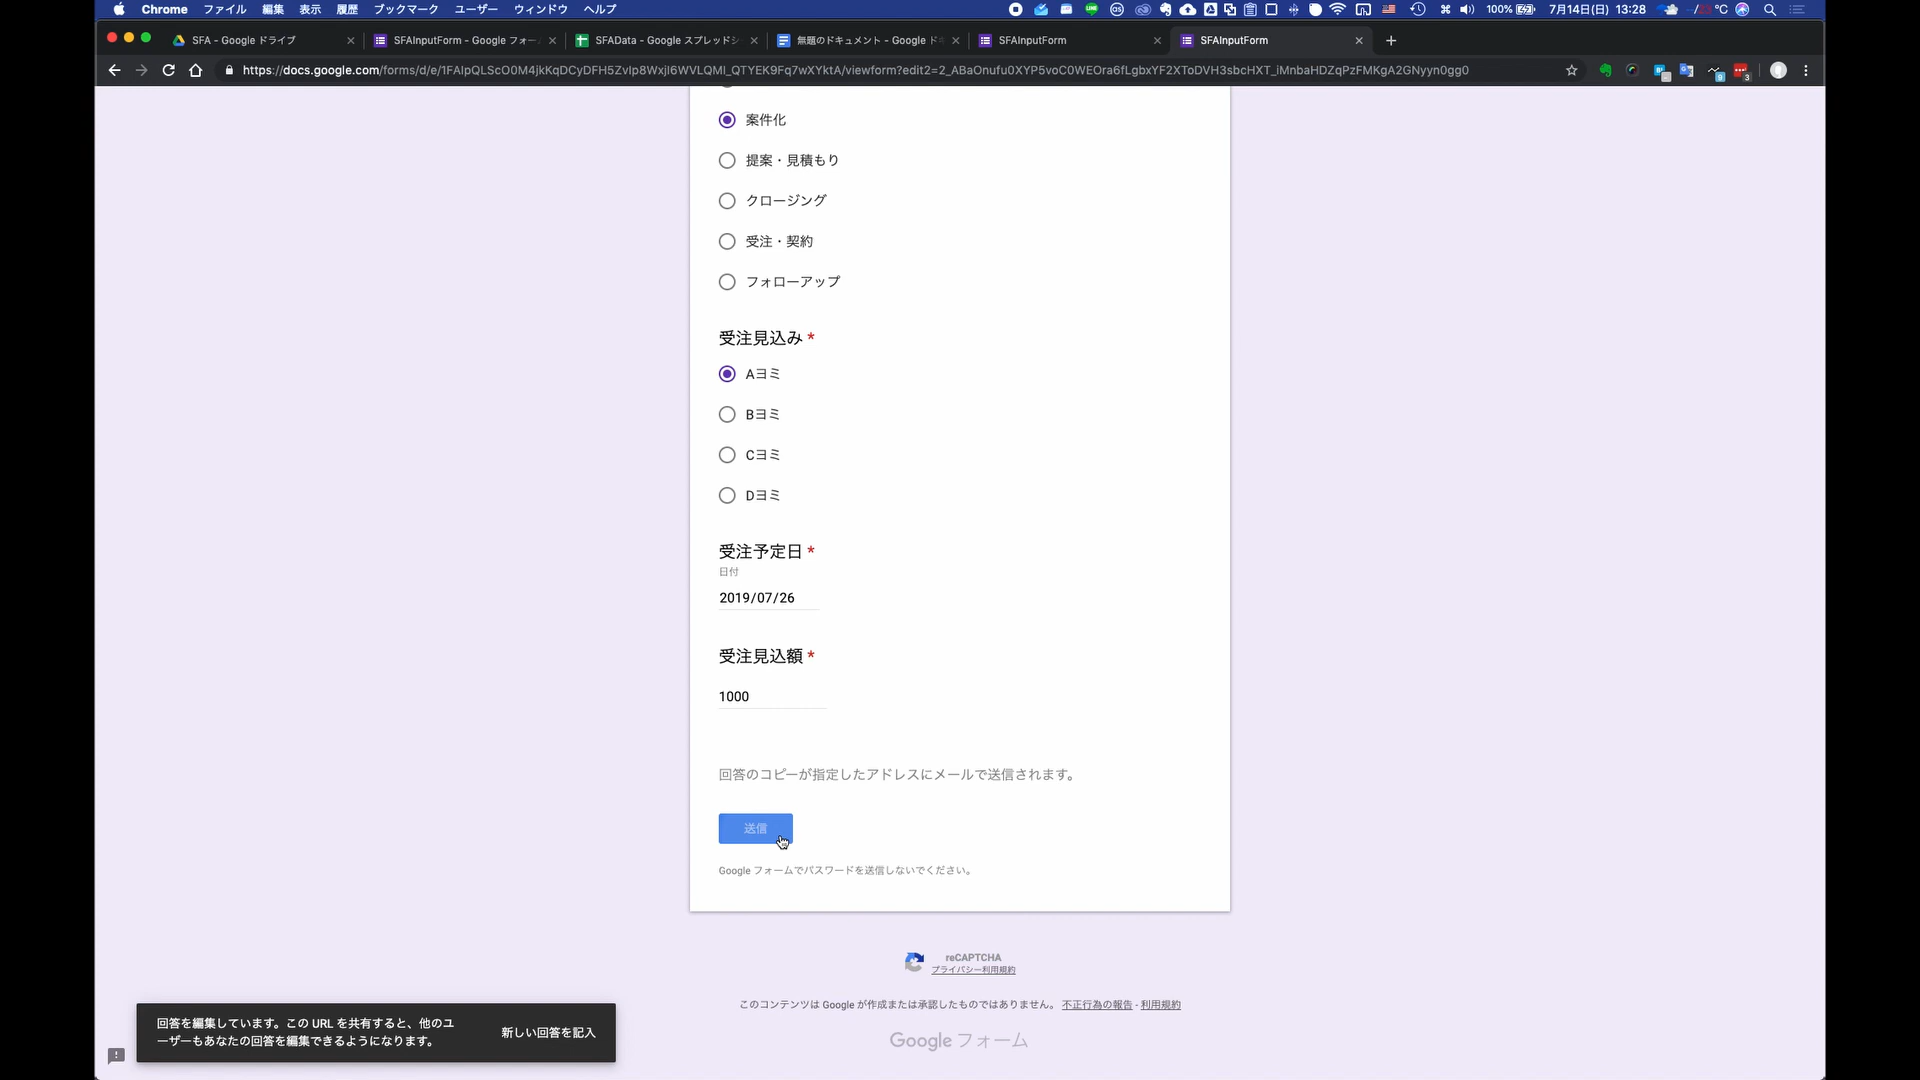 Chrome ファイル 編集 表示 履歴 ブックマーク ユーザー ウィンドウ ヘルプ 100% 7月14日(日) 13:28 °C
SFA - Google ドライブ SFAInputForm - Google フォー SFAData - Google スプレッドシ 無題のドキュメント - Google ド SFAInputForm SFAInputForm
案件化
提案・見積もり
クロージング
受注・契約
フォローアップ
受注見込み *
Aヨミ
Bヨミ
Cヨミ
Dヨミ
受注予定日 *
日付
2019/07/26
受注見込額 *
1000
回答のコピーが指定したアドレスにメールで送信されます。
送信
Google フォームでパスワードを送信しないでください。
reCAPTCHA
プライバシー利用規約
このコンテンツは Google が作成または承認したものではありません。 不正行為の報告 - 利用規約
Google フォーム
回答を編集しています。この URL を共有すると、他のユ
ーザーもあなたの回答を編集できるようになります。
新しい回答を記入